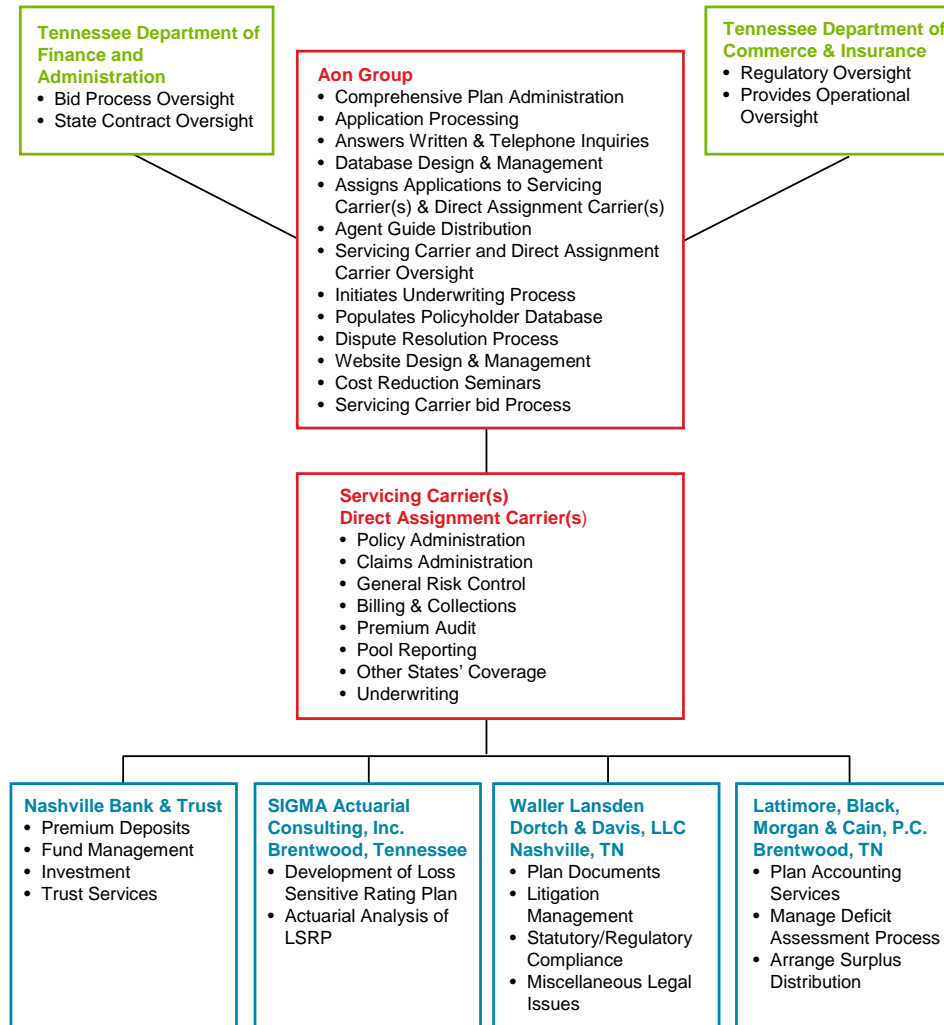 Tennessee Department of
Finance and
Administration
• Bid Process Oversight
• State Contract Oversight
Tennessee Department of
Commerce & Insurance
• Regulatory Oversight
• Provides Operational
Oversight
Aon Group
• Comprehensive Plan Administration
• Application Processing
• Answers Written & Telephone Inquiries
• Database Design & Management
• Assigns Applications to Servicing
Carrier(s) & Direct Assignment Carrier(s)
• Agent Guide Distribution
• Servicing Carrier and Direct Assignment
Carrier Oversight
• Initiates Underwriting Process
• Populates Policyholder Database
• Dispute Resolution Process
• Website Design & Management
• Cost Reduction Seminars
• Servicing Carrier bid Process
Servicing Carrier(s)
Direct Assignment Carrier(s)
• Policy Administration
• Claims Administration
• General Risk Control
• Billing & Collections
• Premium Audit
• Pool Reporting
• Other States’ Coverage
• Underwriting
Nashville Bank & Trust
• Premium Deposits
• Fund Management
• Investment
• Trust Services
SIGMA Actuarial
Consulting, Inc.
Brentwood, Tennessee
• Development of Loss
Sensitive Rating Plan
• Actuarial Analysis of
LSRP
Waller Lansden
Dortch & Davis, LLC
Nashville, TN
• Plan Documents
• Litigation
Management
• Statutory/Regulatory
Compliance
• Miscellaneous Legal
Issues
Lattimore, Black,
Morgan & Cain, P.C.
Brentwood, TN
• Plan Accounting
Services
• Manage Deficit
Assessment Process
• Arrange Surplus
Distribution